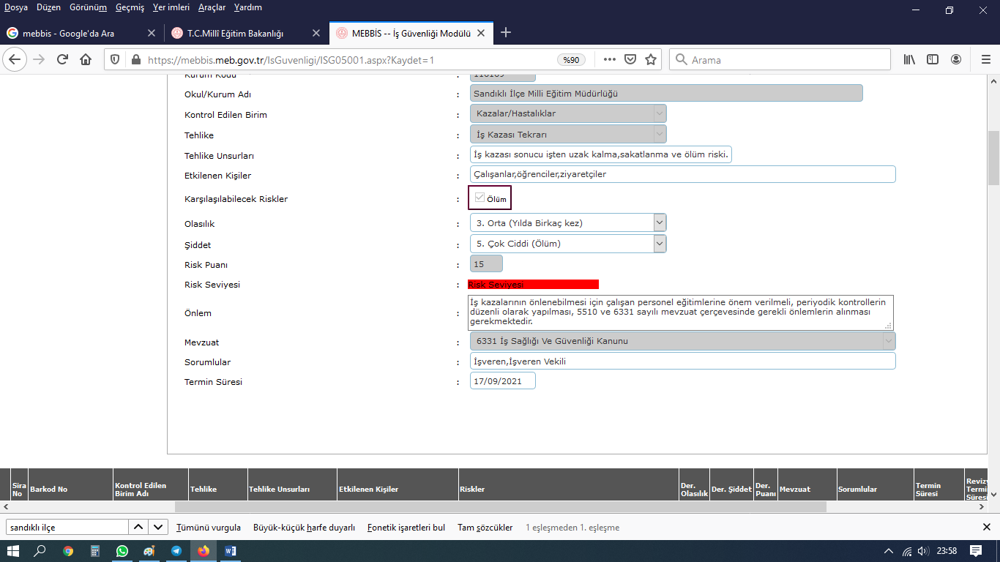 Dosya Düzen Görünüm Geçmiş Yer imleri Araçlar Yardım
mebbis - Google'da Ara
T.C.Millî Eğitim Bakanlığı
MEBBİS -- İş Güvenliği Modülü
https://mebbis.meb.gov.tr/IsGuvenligi/ISG05001.aspx?Kaydet=1
%90
Arama
Kurum Kodu :
Okul/Kurum Adı : Sandıklı İlçe Milli Eğitim Müdürlüğü
Kontrol Edilen Birim : Kazalar/Hastalıklar
Tehlike : İş Kazası Tekrarı
Tehlike Unsurları : İş kazası sonucu işten uzak kalma,sakatlanma ve ölüm riski.
Etkilenen Kişiler : Çalışanlar,öğrenciler,ziyaretçiler
Karşılaşılabilecek Riskler : Ölüm
Olasılık : 3. Orta (Yılda Birkaç kez)
Şiddet : 5. Çok Ciddi (Ölüm)
Risk Puanı : 15
Risk Seviyesi : Risk Seviyesi
Önlem : İş kazalarının önlenebilmesi için çalışan personel eğitimlerine önem verilmeli, periyodik kontrollerin
düzenli olarak yapılması, 5510 ve 6331 sayılı mevzuat çerçevesinde gerekli önlemlerin alınması
gerekmektedir.
Mevzuat : 6331 İş Sağlığı Ve Güvenliği Kanunu
Sorumlular : İşveren,İşveren Vekili
Termin Süresi : 17/09/2021
Sira No
Barkod No
Kontrol Edilen Birim Adı
Tehlike
Tehlike Unsurları
Etkilenen Kişiler
Riskler
Der. Olasılık
Der. Şiddet
Der. Puanı
Mevzuat
Sorumlular
Termin Süresi
sandıklı ilçe
Tümünü vurgula
Büyük-küçük harfe duyarlı
Fonetik işaretleri bul
Tam sözcükler
1 eşleşmeden 1. eşleşme
23:58